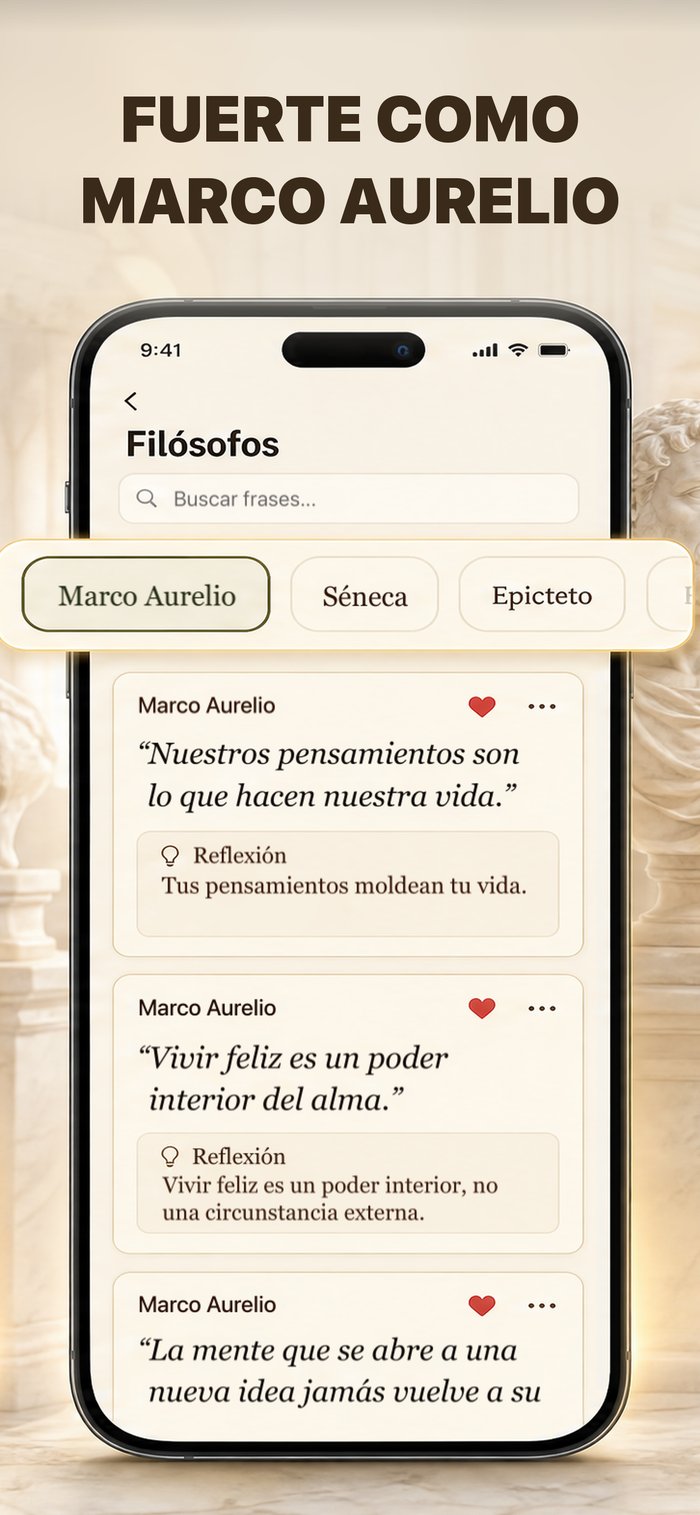 FUERTE COMO
MARCO AURELIO
9:41
Filósofos
Buscar frases...
Marco Aurelio
Séneca
Epicteto
Marco Aurelio
“Nuestros pensamientos son
lo que hacen nuestra vida.”
Reflexión
Tus pensamientos moldean tu vida.
Marco Aurelio
“Vivir feliz es un poder
interior del alma.”
Reflexión
Vivir feliz es un poder interior, no
una circunstancia externa.
Marco Aurelio
“La mente que se abre a una
nueva idea jamás vuelve a su